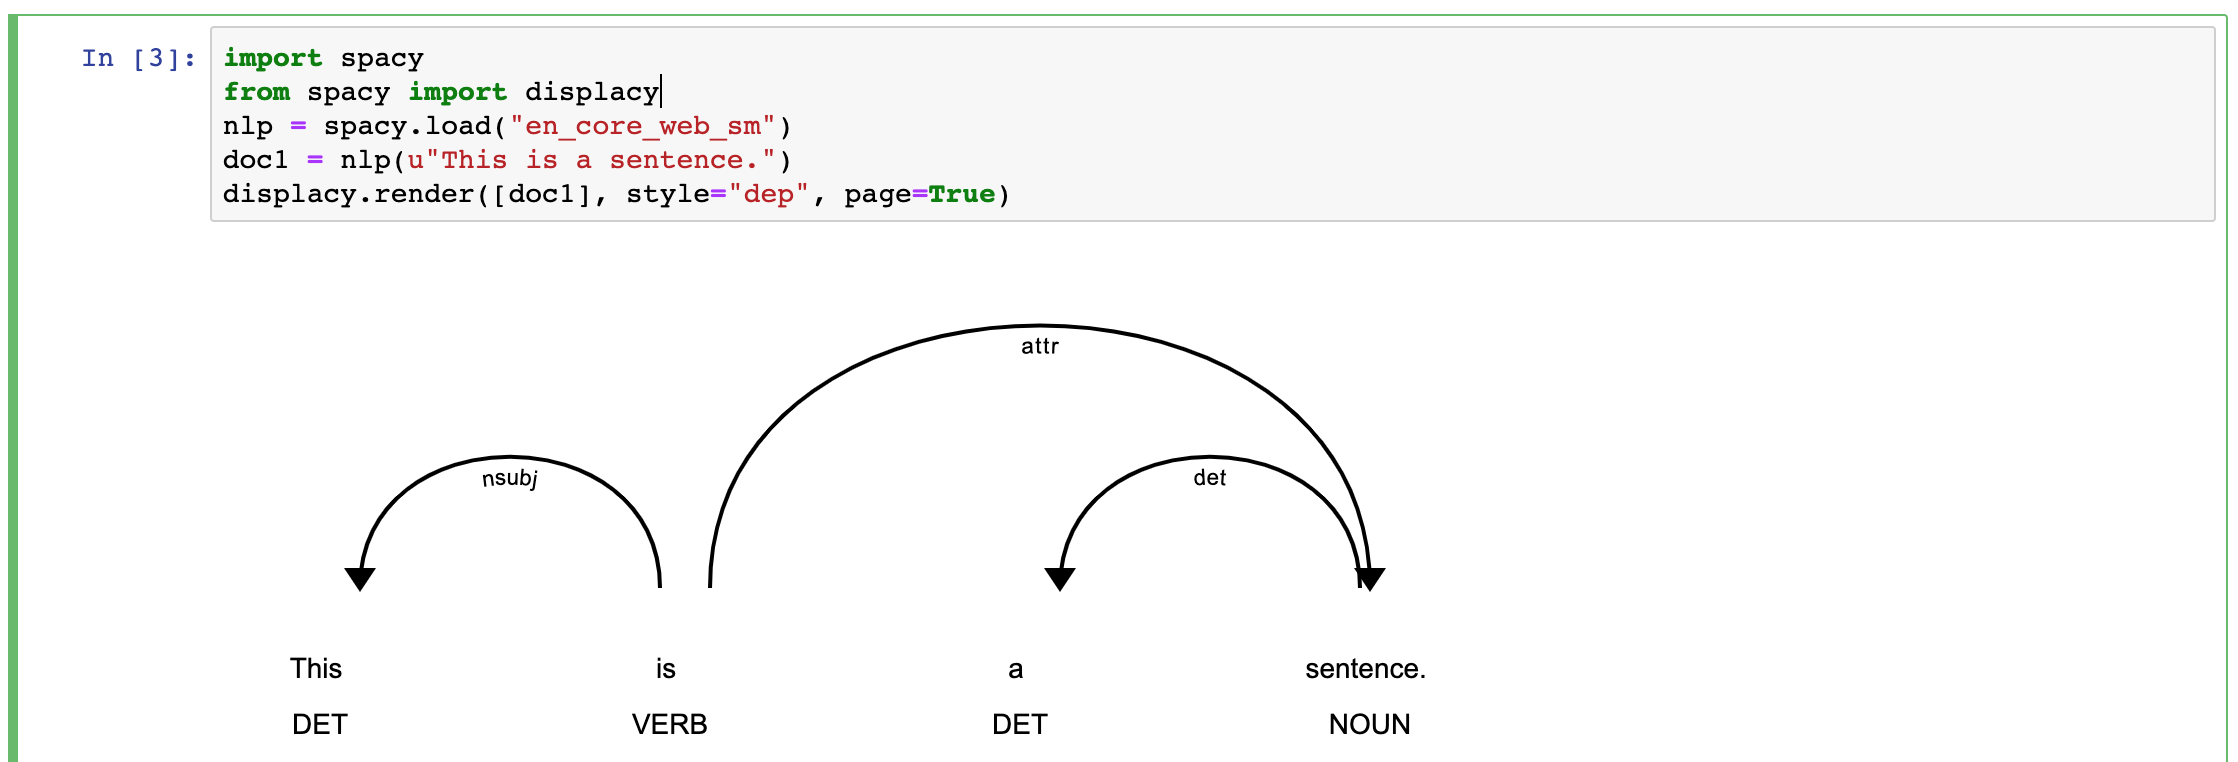 In [3]: import spacy
from spacy import displacy
nlp = spacy.load("en_core_web_sm")
doc1 = nlp(u"This is a sentence.")
displacy.render([doc1], style="dep", page=True)
attr
nsubj det
This is a sentence.
DET VERB DET NOUN